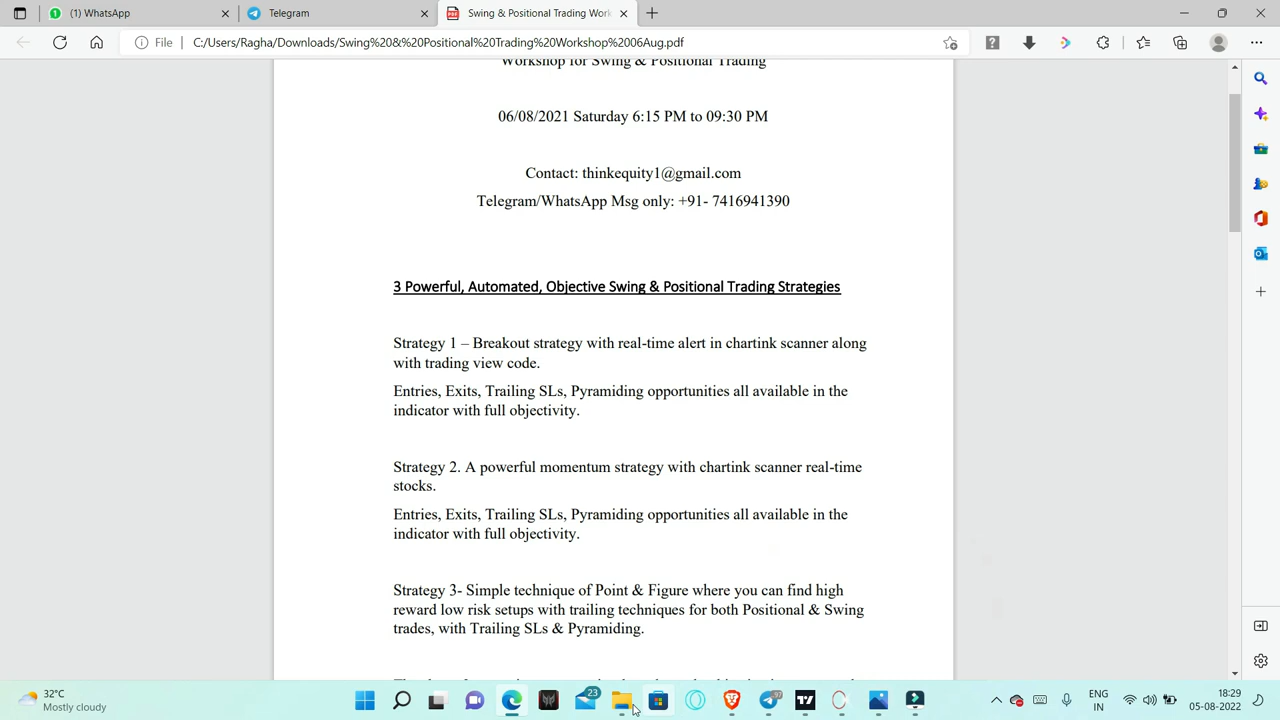 (1) WhatsApp
Telegram
Swing & Positional Trading Work
File
C:/Users/Ragha/Downloads/Swing%20&%20Positional%20Trading%20Workshop%2006Aug.pdf
Workshop for Swing & Positional Trading
06/08/2021 Saturday 6:15 PM to 09:30 PM
Contact: thinkequity1@gmail.com
Telegram/WhatsApp Msg only: +91- 7416941390
3 Powerful, Automated, Objective Swing & Positional Trading Strategies
Strategy 1 – Breakout strategy with real-time alert in chartink scanner along
with trading view code.
Entries, Exits, Trailing SLs, Pyramiding opportunities all available in the
indicator with full objectivity.
Strategy 2. A powerful momentum strategy with chartink scanner real-time
stocks.
Entries, Exits, Trailing SLs, Pyramiding opportunities all available in the
indicator with full objectivity.
Strategy 3- Simple technique of Point & Figure where you can find high
reward low risk setups with trailing techniques for both Positional & Swing
trades, with Trailing SLs & Pyramiding.
32°C
Mostly cloudy
23
ENG
IN
18:29
05-08-2022